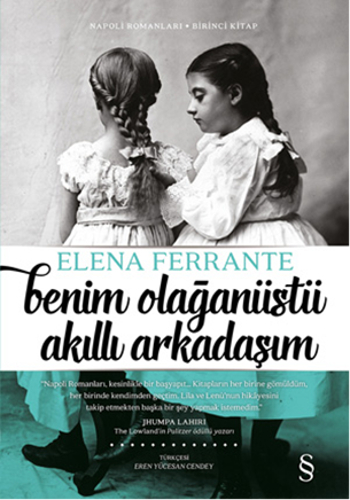 NAPOLİ ROMANLARI • BİRİNCİ KİTAP
ELENA FERRANTE
benim olağanüstü
akıllı arkadaşım
"Napoli Romanları, kesinlikle bir başyapıt... Kitapların her birine gömüldüm,
her birinde kendimden geçtim. Lila ve Lenù'nun hikâyesini
takip etmekten başka bir şey yapmak istemedim."
JHUMPA LAHIRI
The Lowland'in Pulitzer ödüllü yazarı
TÜRKÇESİ
EREN YÜCESAN CENDEY
S